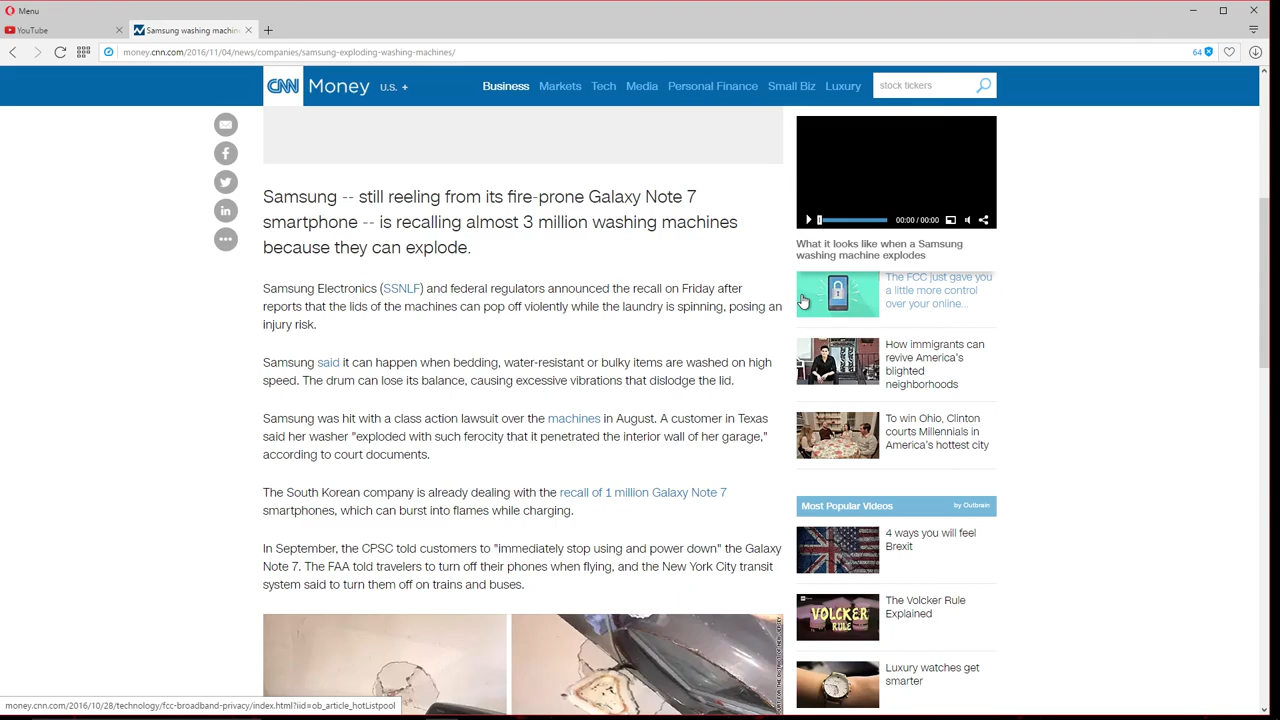 Menu
YouTube
Samsung washing machin
money.cnn.com/2016/11/04/news/companies/samsung-exploding-washing-machines/
64
CNN Money U.S. +
Business Markets Tech Media Personal Finance Small Biz Luxury
stock tickers
Samsung -- still reeling from its fire-prone Galaxy Note 7
smartphone -- is recalling almost 3 million washing machines
because they can explode.
Samsung Electronics (SSNLF) and federal regulators announced the recall on Friday after
reports that the lids of the machines can pop off violently while the laundry is spinning, posing an
injury risk.
Samsung said it can happen when bedding, water-resistant or bulky items are washed on high
speed. The drum can lose its balance, causing excessive vibrations that dislodge the lid.
Samsung was hit with a class action lawsuit over the machines in August. A customer in Texas
said her washer "exploded with such ferocity that it penetrated the interior wall of her garage,"
according to court documents.
The South Korean company is already dealing with the recall of 1 million Galaxy Note 7
smartphones, which can burst into flames while charging.
In September, the CPSC told customers to "immediately stop using and power down" the Galaxy
Note 7. The FAA told travelers to turn off their phones when flying, and the New York City transit
system said to turn them off on trains and buses.
00:00 / 00:00
What it looks like when a Samsung
washing machine explodes
The FCC just gave you
a little more control
over your online...
How immigrants can
revive America's
blighted
neighborhoods
To win Ohio, Clinton
courts Millennials in
America's hottest city
Most Popular Videos by Outbrain
4 ways you will feel
Brexit
VOLCKER
RULE
The Volcker Rule
Explained
Luxury watches get
smarter
money.cnn.com/2016/10/28/technology/fcc-broadband-privacy/index.html?iid=ob_article_hotListpool